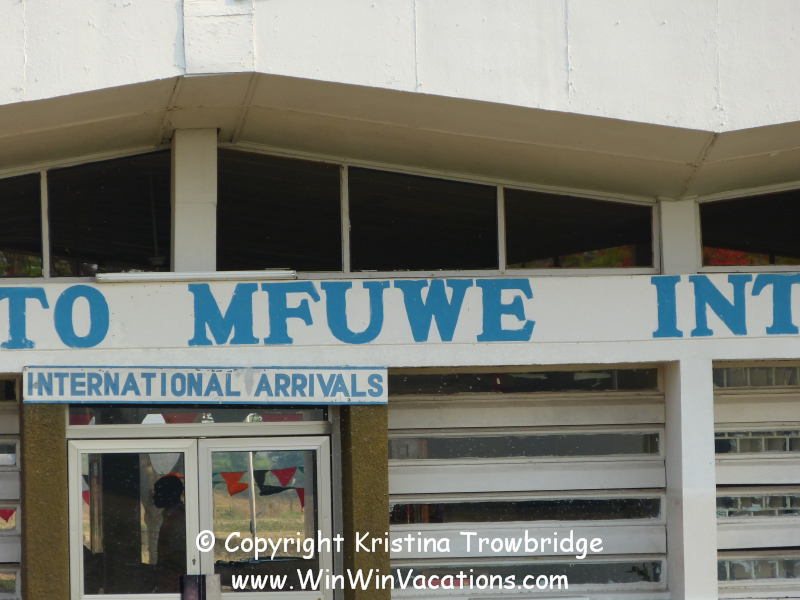 TO MFUWE INT
INTERNATIONAL ARRIVALS
© Copyright Kristina Trowbridge
www.WinWinVacations.com